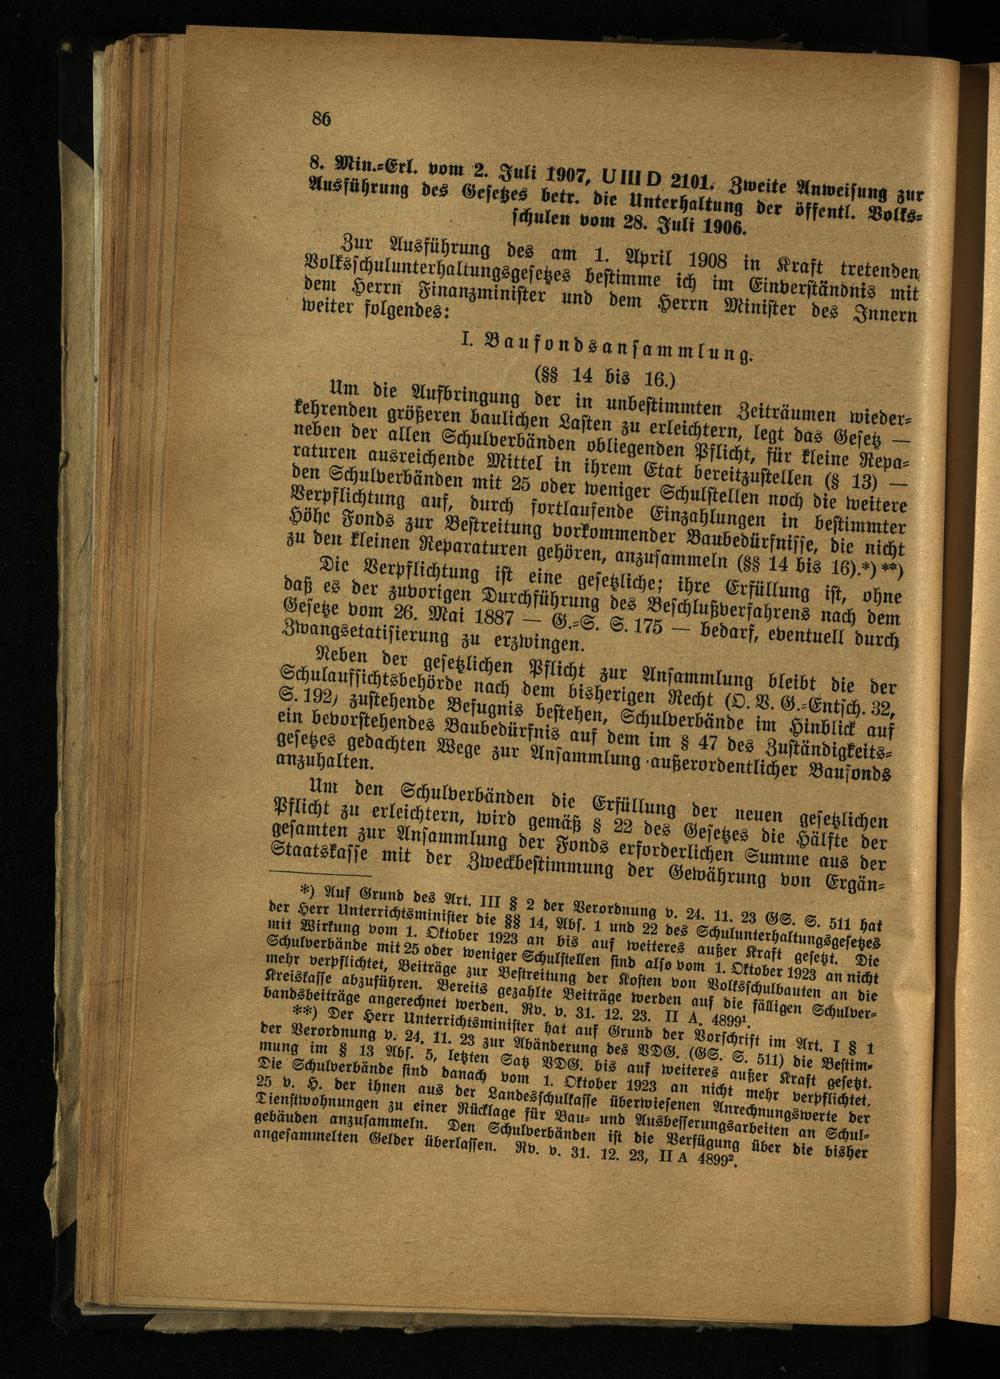 86
8. Min.-Erl. vom 2. Juli 1907, U III D 2101. Zweite Anweisung zur
Ausführung des Gesetzes betr. die Unterhaltung der öffentl. Volks-
schulen vom 28. Juli 1906.
Zur Ausführung des am 1. April 1908 in Kraft tretenden
Volksschulunterhaltungsgesetzes bestimme ich im Einverständnis mit
dem Herrn Finanzminister und dem Herrn Minister des Innern
weiter folgendes:
I. Baufondsansammlung.
(§§ 14 bis 16.)
Um die Aufbringung der in unbestimmten Zeiträumen wieder-
kehrenden größeren baulichen Lasten zu erleichtern, legt das Gesetz —
neben der allen Schulverbänden obliegenden Pflicht, für kleine Repa-
raturen ausreichende Mittel in ihrem Etat bereitzustellen (§ 13) —
den Schulverbänden mit 25 oder weniger Schulstellen noch die weitere
Verpflichtung auf, durch fortlaufende Einzahlungen in bestimmter
Höhe Fonds zur Bestreitung vorkommender Baubedürfnisse, die nicht
zu den kleinen Reparaturen gehören, anzusammeln (§§ 14 bis 16).*) **)
Die Verpflichtung ist eine gesetzliche; ihre Erfüllung ist, ohne
daß es der zuvorigen Durchführung des Beschlußverfahrens nach dem
Gesetze vom 26. Mai 1887 — G.-S. S. 175 — bedarf, eventuell durch
Zwangsetatisierung zu erzwingen.
Neben der gesetzlichen Pflicht zur Ansammlung bleibt die der
Schulaufsichtsbehörde nach dem bisherigen Recht (O. V. G.-Entsch. 32,
S. 192) zustehende Befugnis bestehen, Schulverbände im Hinblick auf
ein bevorstehendes Baubedürfnis auf dem im § 47 des Zuständigkeits-
gesetzes gedachten Wege zur Ansammlung außerordentlicher Baufonds
anzuhalten.
Um den Schulverbänden die Erfüllung der neuen gesetzlichen
Pflicht zu erleichtern, wird gemäß § 22 des Gesetzes die Hälfte der
gesamten zur Ansammlung der Fonds erforderlichen Summe aus der
Staatskasse mit der Zweckbestimmung der Gewährung von Ergän-
*) Auf Grund des Art. III § 2 der Verordnung v. 24. 11. 23 GS. S. 511 hat
der Herr Unterrichtsminister die §§ 14, Abs. 1 und 22 des Schulunterhaltungsgesetzes
mit Wirkung vom 1. Oktober 1923 an bis auf weiteres außer Kraft gesetzt. Die
Schulverbände mit 25 oder weniger Schulstellen sind also vom 1. Oktober 1923 an nicht
mehr verpflichtet, Beiträge zur Bestreitung der Kosten von Volksschulbauten an die
Kreiskasse abzuführen. Bereits gezahlte Beiträge werden auf die fälligen Schulver-
bandsbeiträge angerechnet werden. Rv. v. 31. 12. 23. II A. 4899¹.
**) Der Herr Unterrichtsminister hat auf Grund der Vorschrift im Art. I § 1
der Verordnung v. 24. 11. 23 zur Abänderung des VDG. (GS. S. 511) die Bestim-
mung im § 13 Abs. 5, letzten Satz VDG. bis auf weiteres außer Kraft gesetzt.
Die Schulverbände sind danach vom 1. Oktober 1923 an nicht mehr verpflichtet,
25 v. H. der ihnen aus der Landesschulkasse überwiesenen Anrechnungswerte der
Dienstwohnungen zu einer Rücklage für Bau- und Ausbesserungsarbeiten an Schul-
gebäuden anzusammeln. Den Schulverbänden ist die Verfügung über die bisher
angesammelten Gelder überlassen. Rv. v. 31. 12. 23, II A 4899².